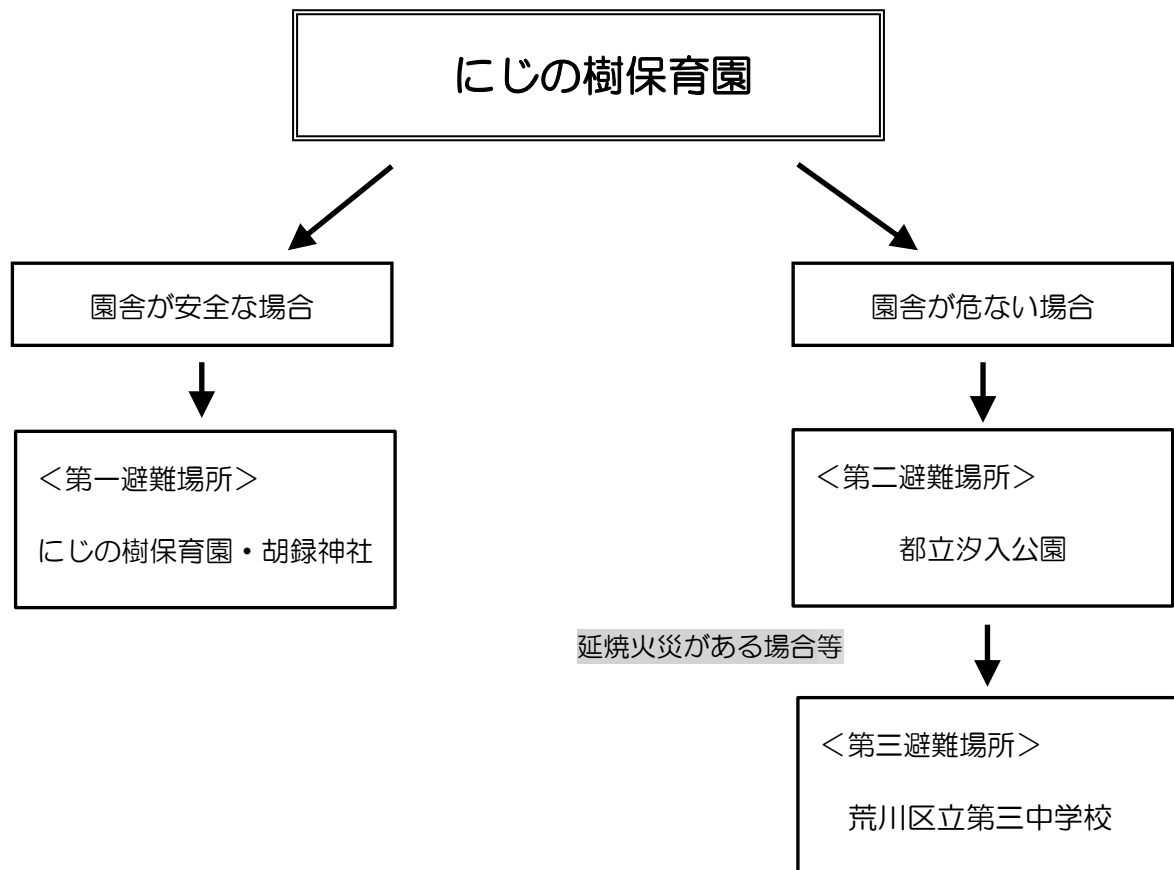 にじの樹保育園
園舎が安全な場合
園舎が危ない場合
＜第一避難場所＞
にじの樹保育園・胡録神社
＜第二避難場所＞
都立汐入公園
延焼火災がある場合等
＜第三避難場所＞
荒川区立第三中学校